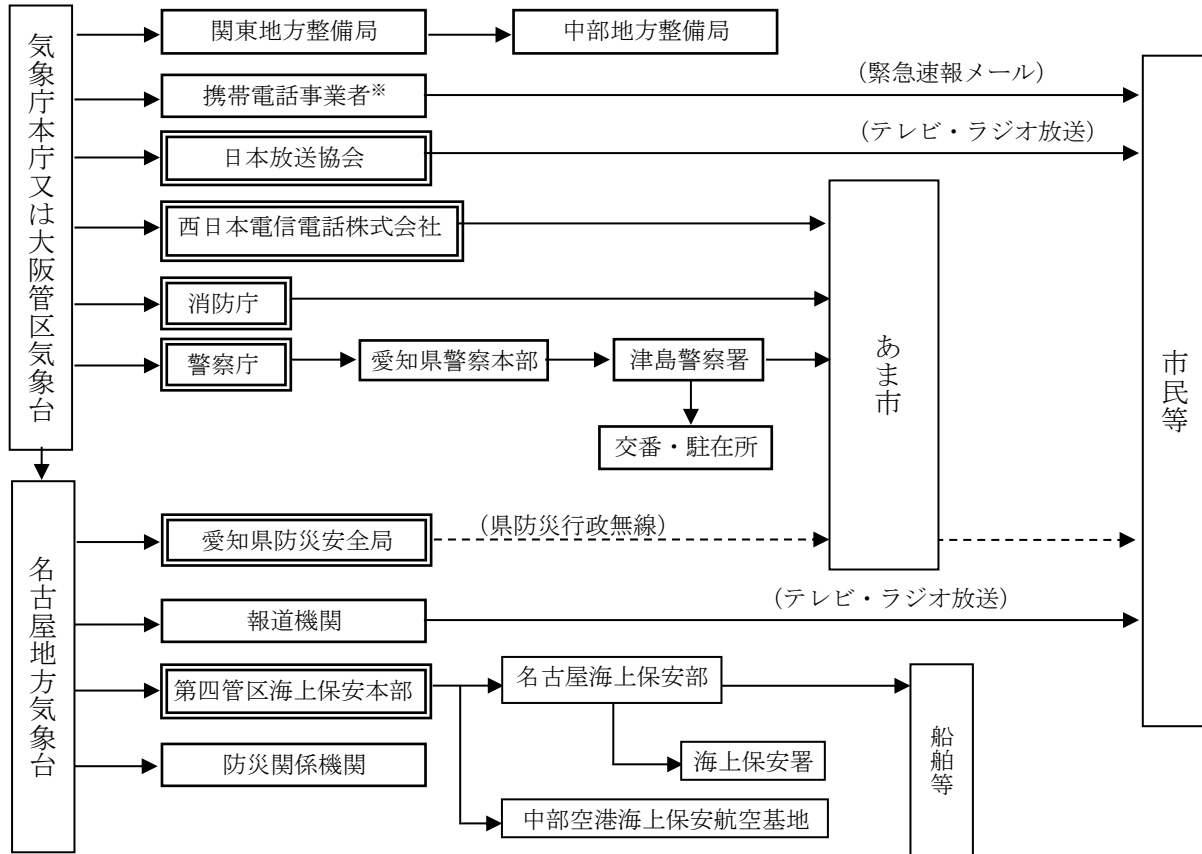 気象庁本庁又は大阪管区気象台
関東地方整備局
中部地方整備局
携帯電話事業者※
(緊急速報メール)
日本放送協会
(テレビ・ラジオ放送)
西日本電信電話株式会社
消防庁
警察庁
愛知県警察本部
津島警察署
交番・駐在所
あま市
市民等
名古屋地方気象台
愛知県防災安全局
(県防災行政無線)
報道機関
(テレビ・ラジオ放送)
第四管区海上保安本部
名古屋海上保安部
船舶等
海上保安署
防災関係機関
中部空港海上保安航空基地